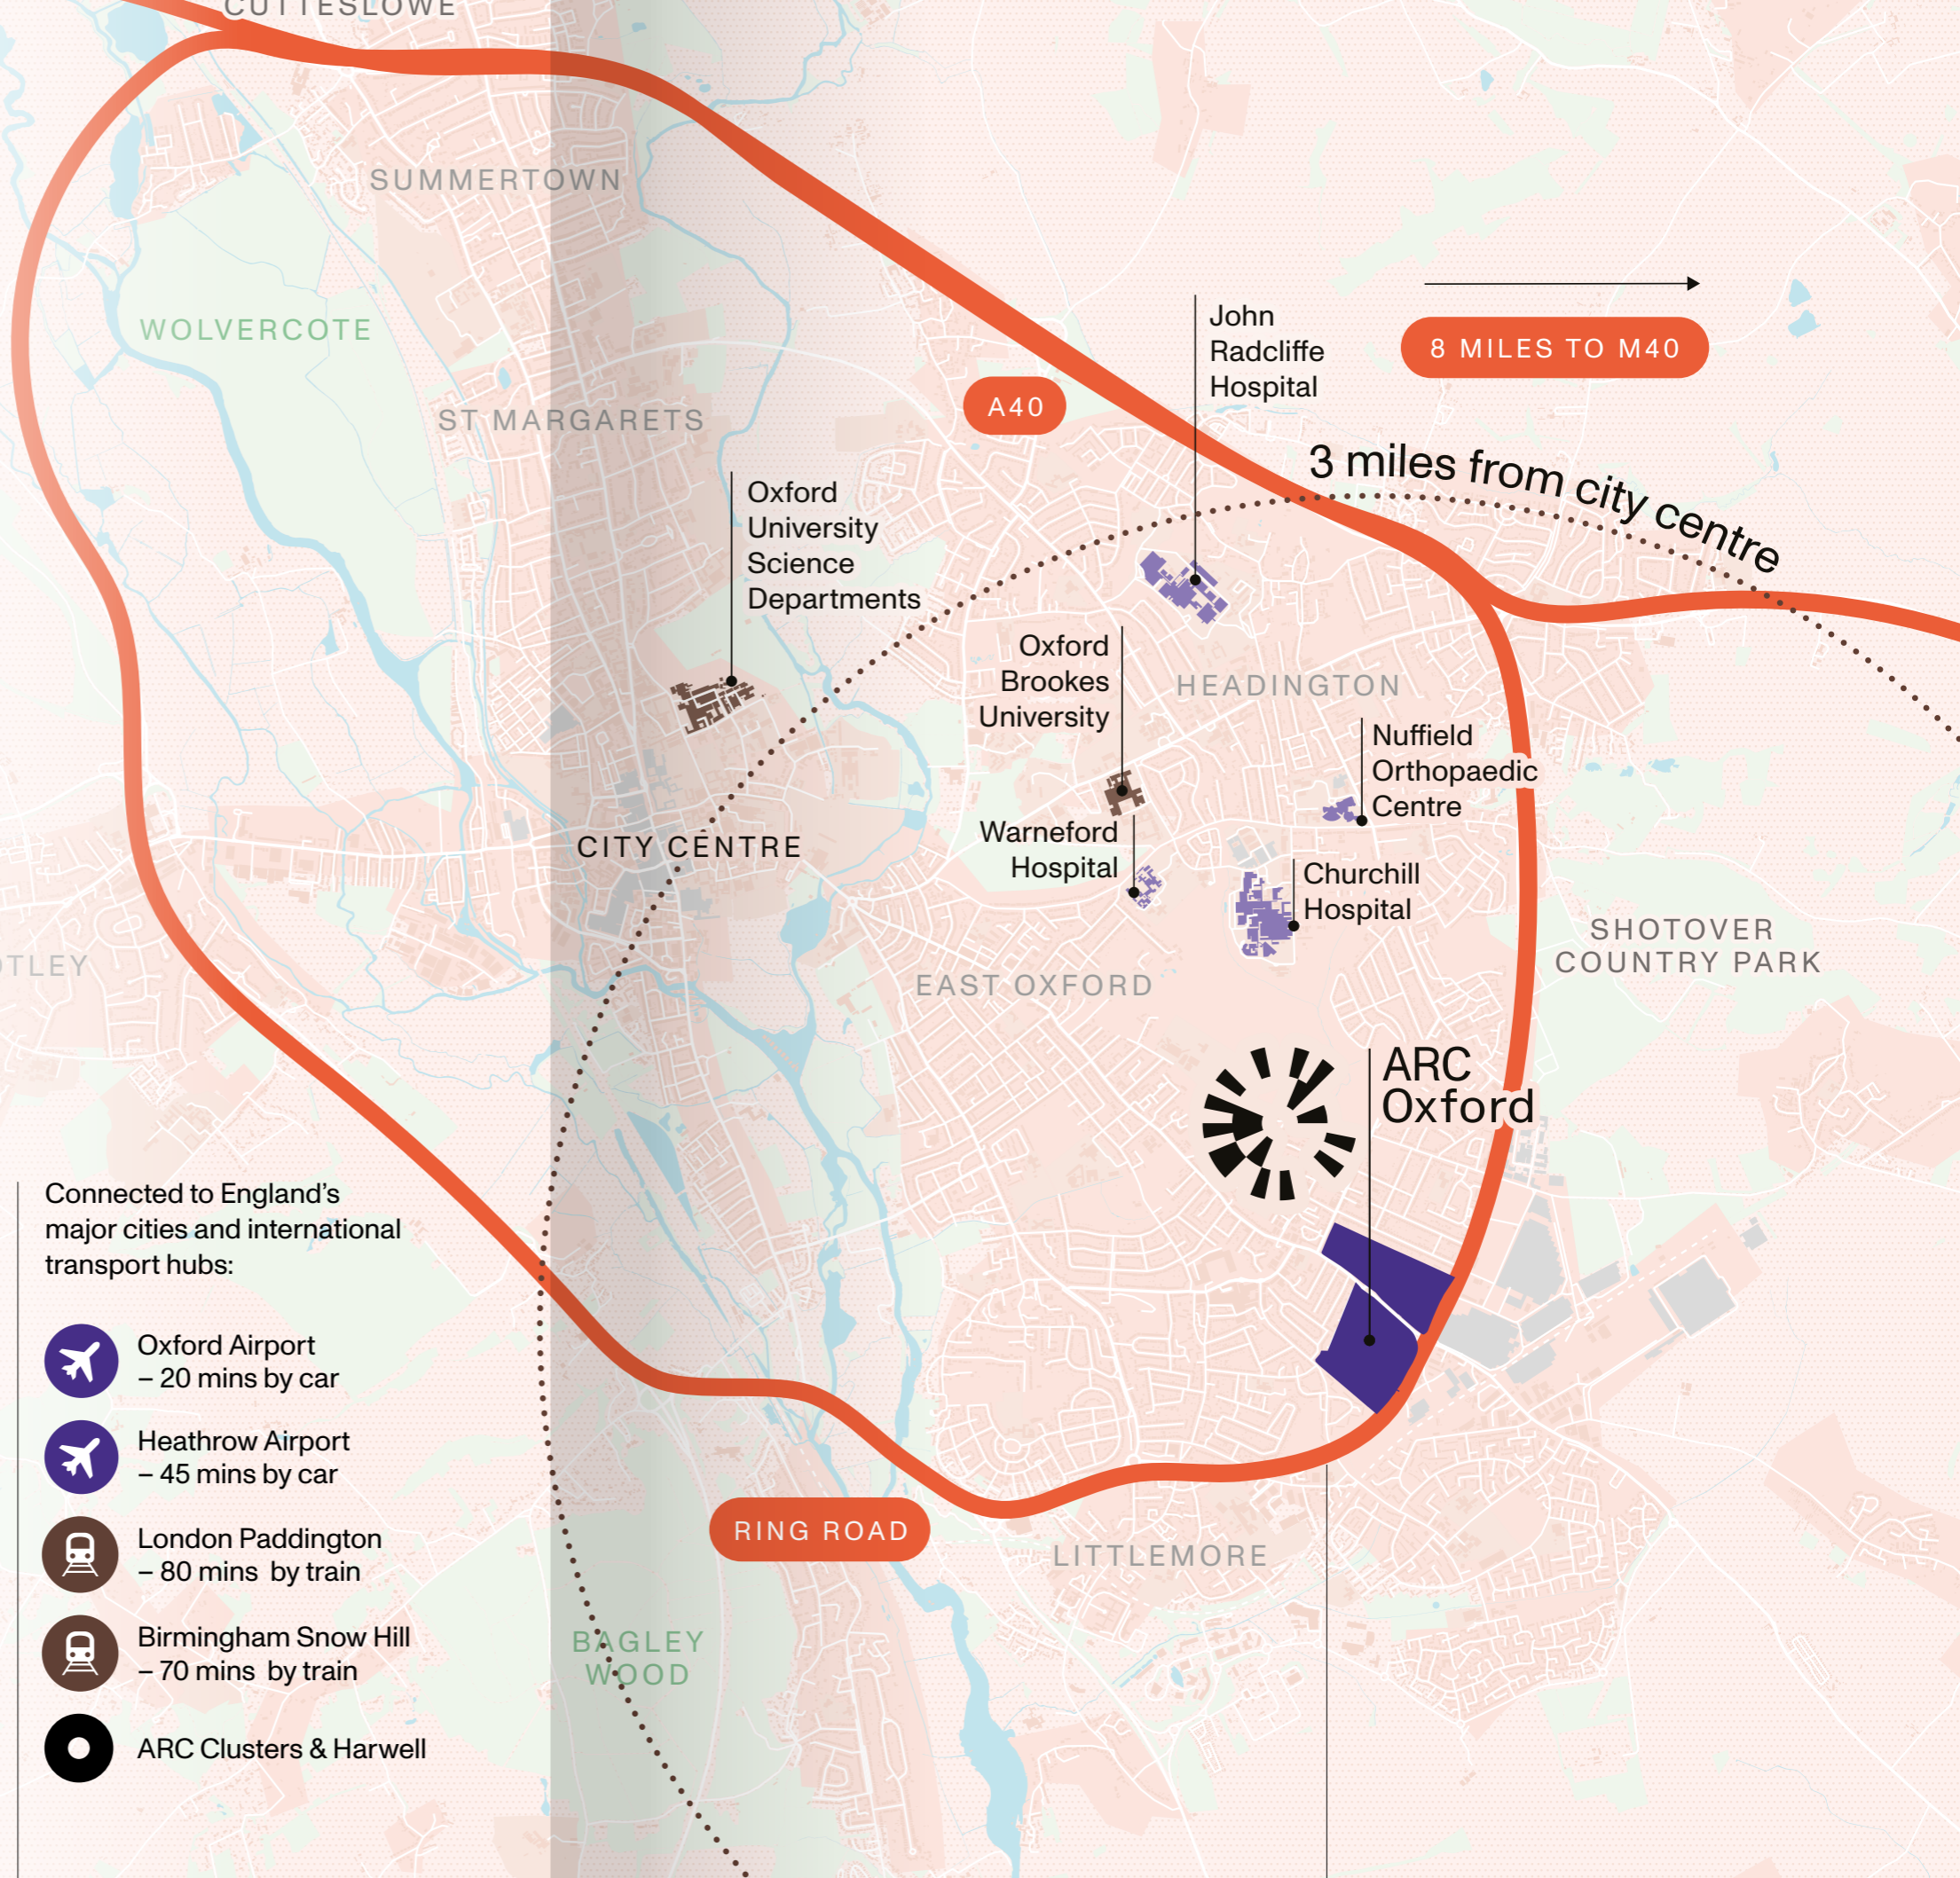 CUTTESLOWE
SUMMERTOWN
WOLVERCOTE
ST MARGARETS
A40
John
Radcliffe
Hospital
8 MILES TO M40
3 miles from city centre
Oxford
University
Science
Departments
Oxford
Brookes
University
HEADINGTON
Nuffield
Orthopaedic
Centre
CITY CENTRE
Warneford
Hospital
Churchill
Hospital
SHOTOVER
COUNTRY PARK
OTLEY
EAST OXFORD
ARC
Oxford
Connected to England’s
major cities and international
transport hubs:
Oxford Airport
– 20 mins by car
Heathrow Airport
– 45 mins by car
London Paddington
– 80 mins by train
Birmingham Snow Hill
– 70 mins by train
ARC Clusters & Harwell
RING ROAD
LITTLEMORE
BAGLEY
WOOD